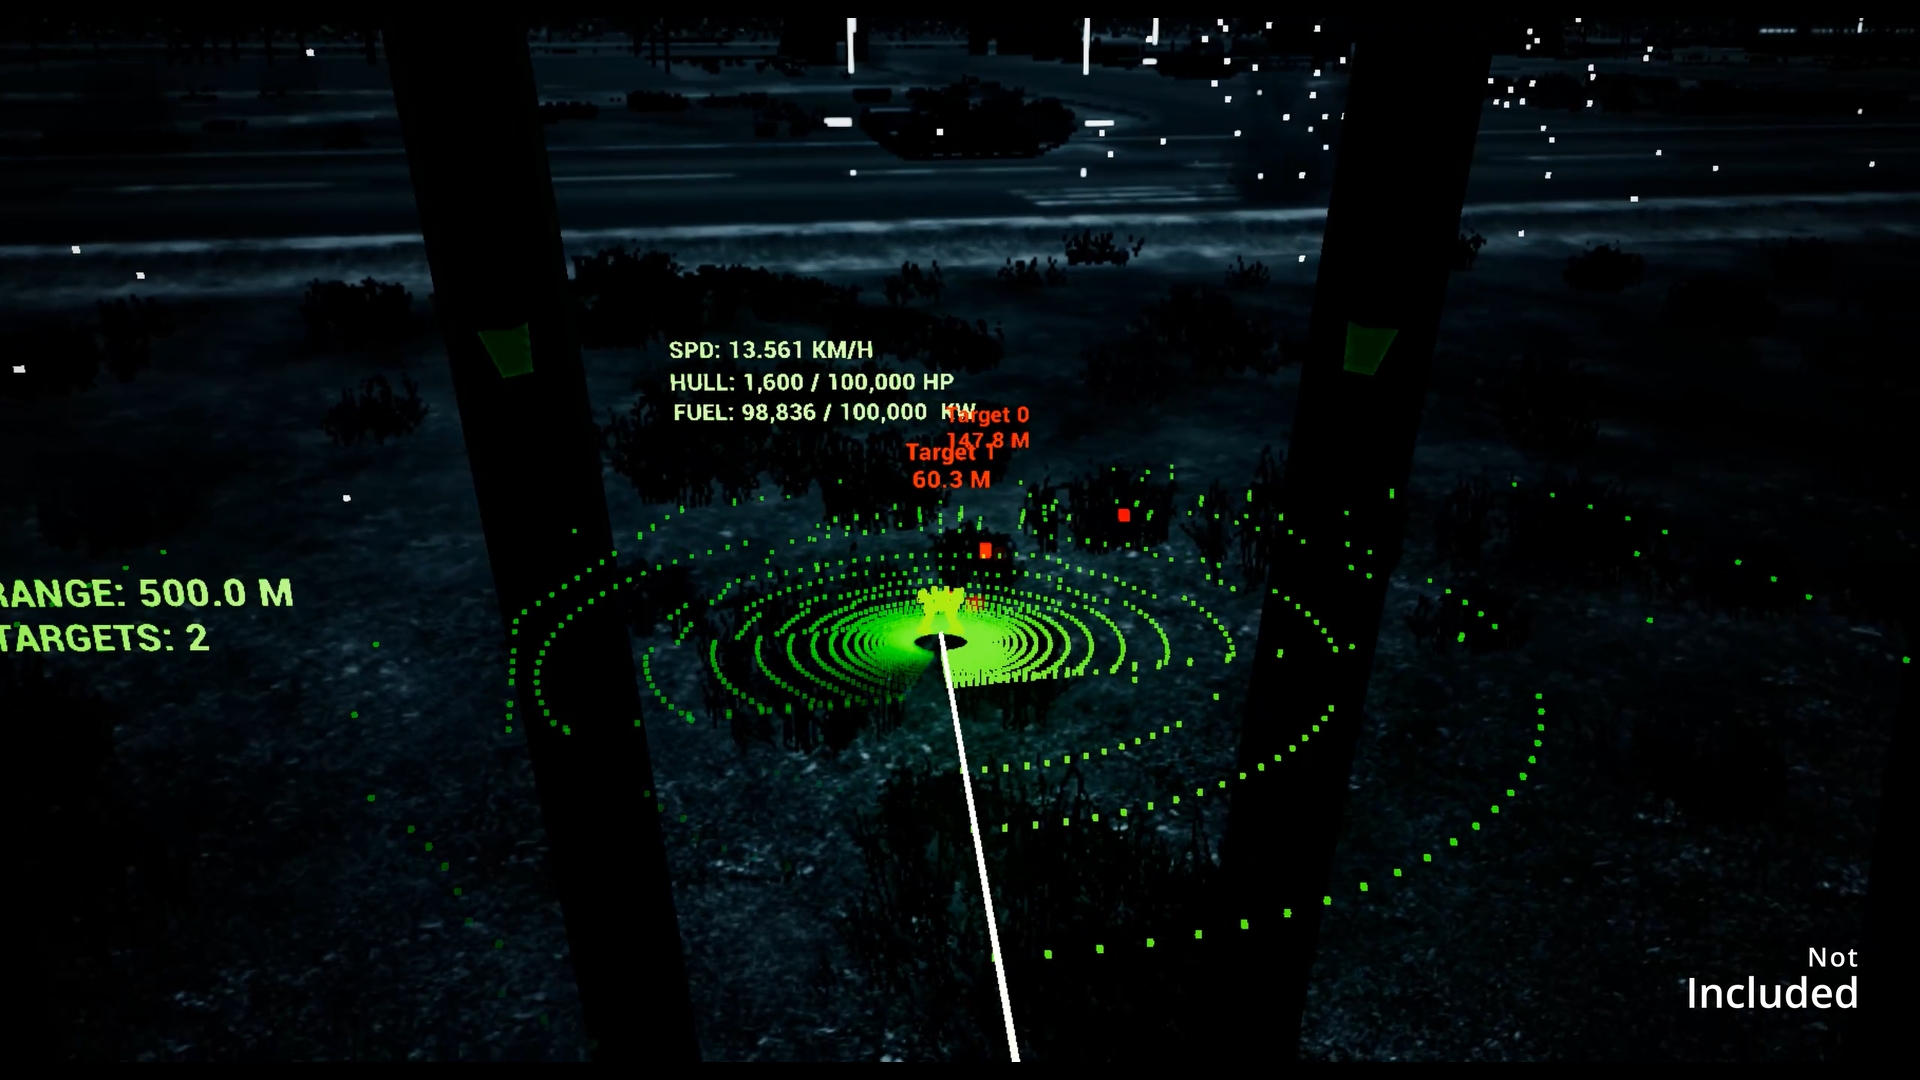 SPD: 13.561 KM/H
HULL: 1,600 / 100,000 HP
FUEL: 98,836 / 100,000 KW
Target 0
147.8 M
Target 1
60.3 M
RANGE: 500.0 M
TARGETS: 2
Not
Included